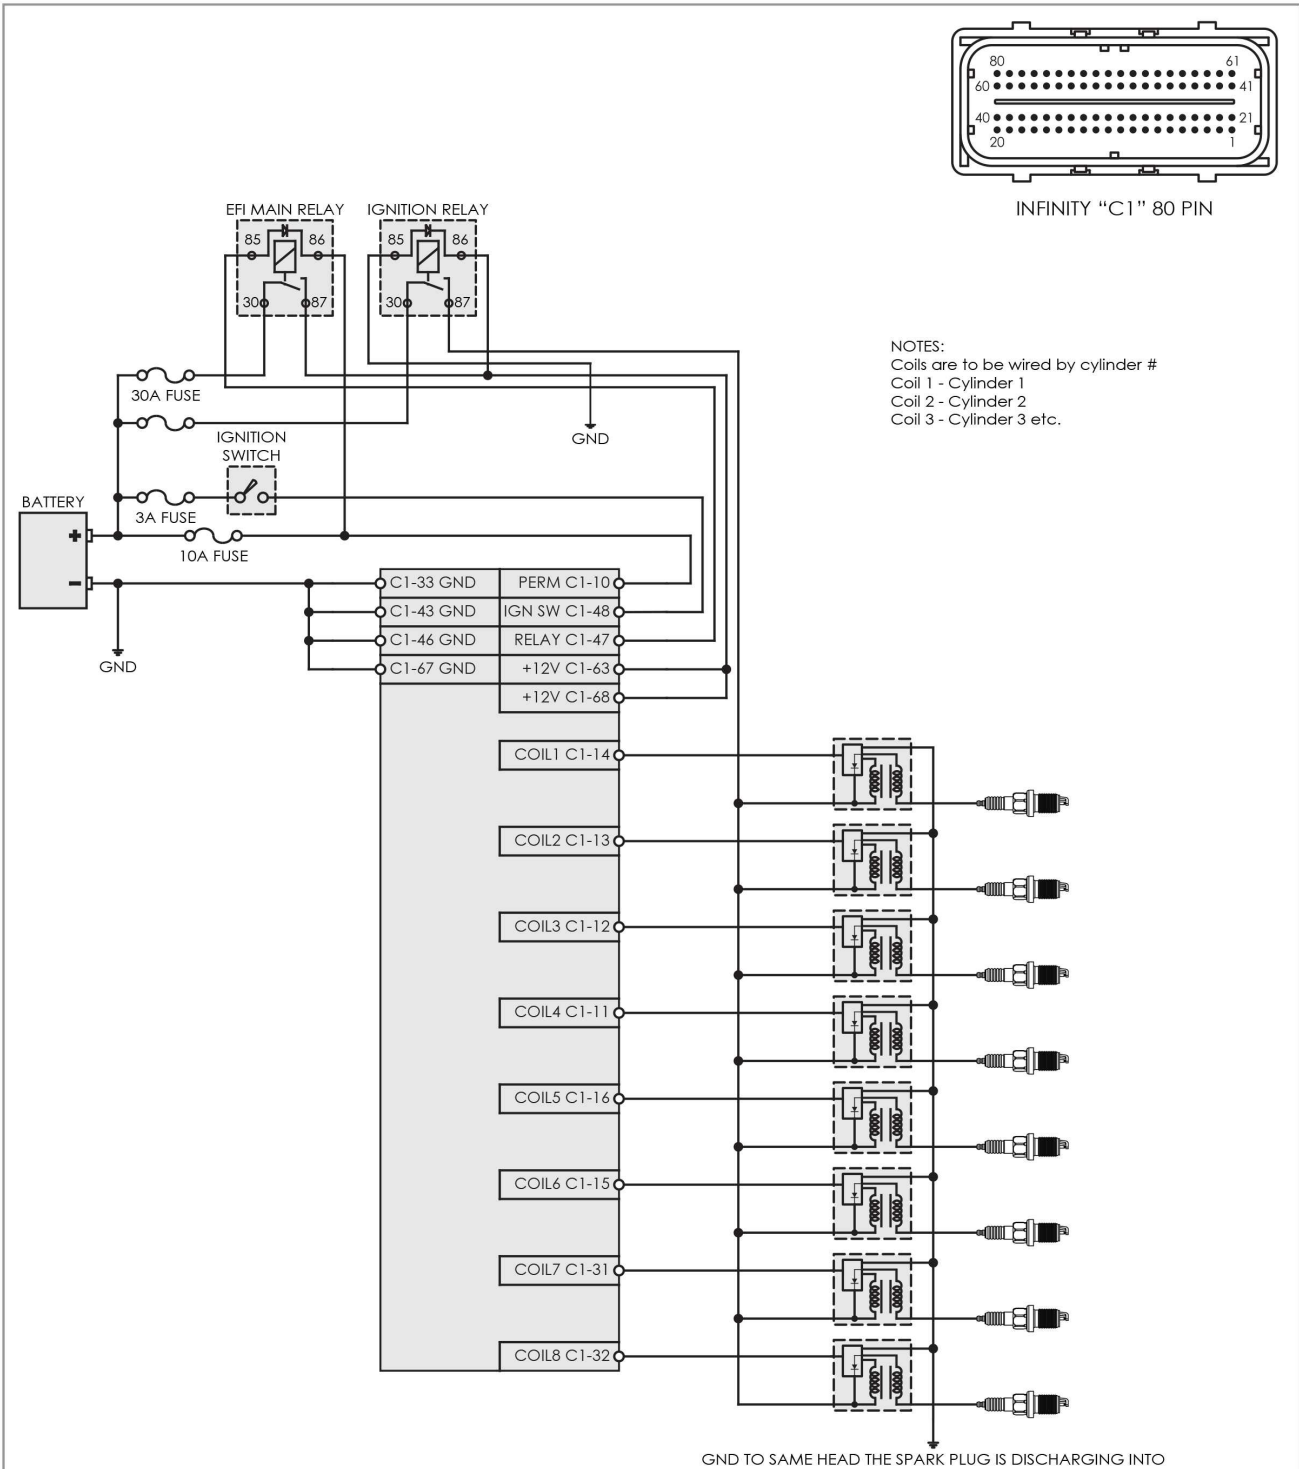 80 61
60 41
40 21
20 1
INFINITY “C1” 80 PIN
EFI MAIN RELAY
IGNITION RELAY
85 86
30 87
85 86
30 87
NOTES:
Coils are to be wired by cylinder #
Coil 1 - Cylinder 1
Coil 2 - Cylinder 2
Coil 3 - Cylinder 3 etc.
30A FUSE
GND
IGNITION
SWITCH
BATTERY
3A FUSE
+
10A FUSE
-
GND
C1-33 GND
PERM C1-10
C1-43 GND
IGN SW C1-48
C1-46 GND
RELAY C1-47
C1-67 GND
+12V C1-63
+12V C1-68
COIL1 C1-14
COIL2 C1-13
COIL3 C1-12
COIL4 C1-11
COIL5 C1-16
COIL6 C1-15
COIL7 C1-31
COIL8 C1-32
GND TO SAME HEAD THE SPARK PLUG IS DISCHARGING INTO